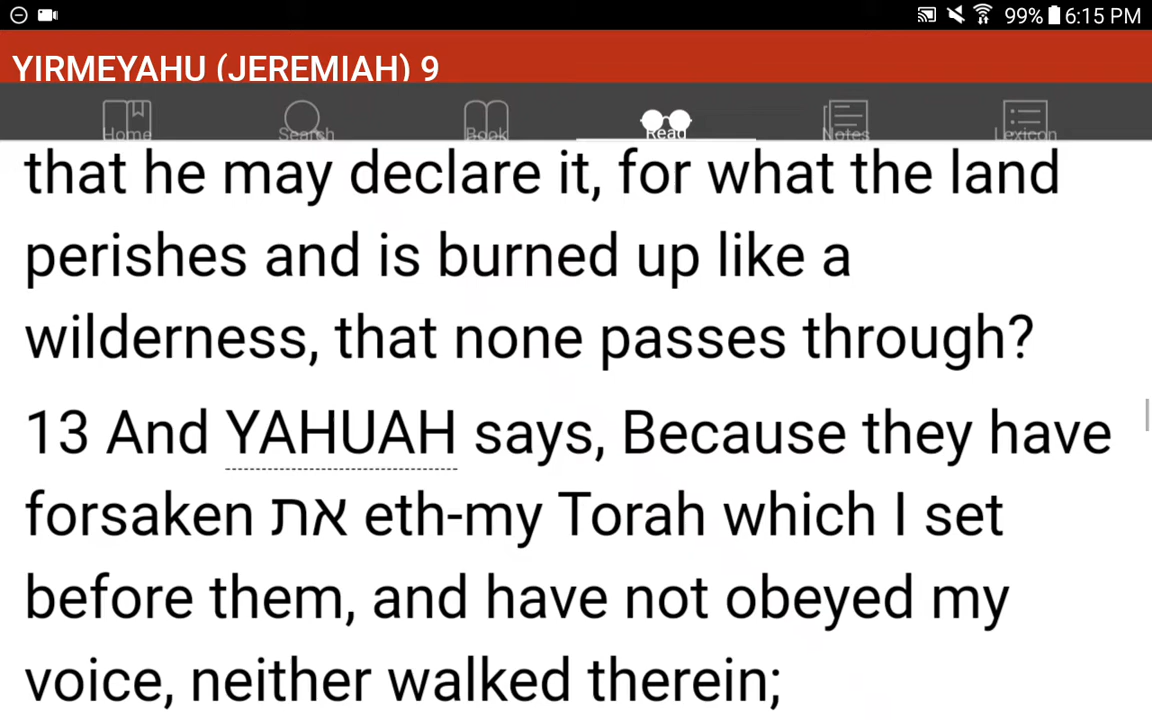 99% 6:15 PM
YIRMEYAHU (JEREMIAH) 9
Home Search Book Read Notes Lexicon
that he may declare it, for what the land
perishes and is burned up like a
wilderness, that none passes through?
13 And YAHUAH says, Because they have
forsaken את eth-my Torah which I set
before them, and have not obeyed my
voice, neither walked therein;